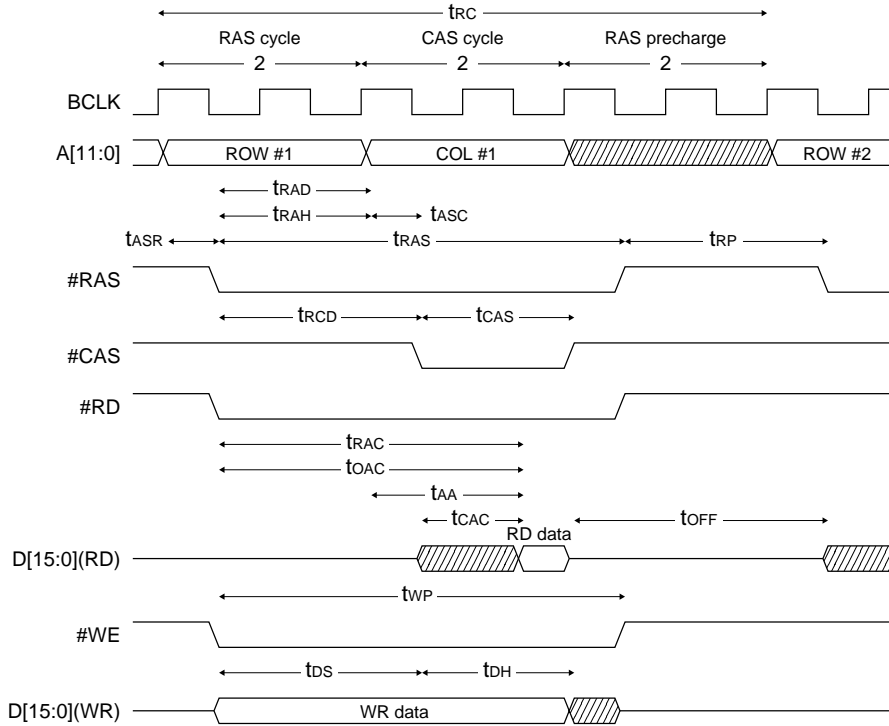 tRC
RAS cycle CAS cycle RAS precharge
2 2 2
BCLK
A[11:0] ROW #1 COL #1 ROW #2
tRAD
tRAH tASC
tASR tRAS tRP
#RAS
tRCD tCAS
#CAS
#RD
tRAC
tOAC
tAA
tCAC tOFF
RD data
D[15:0](RD)
tWP
#WE
tDS tDH
D[15:0](WR) WR data